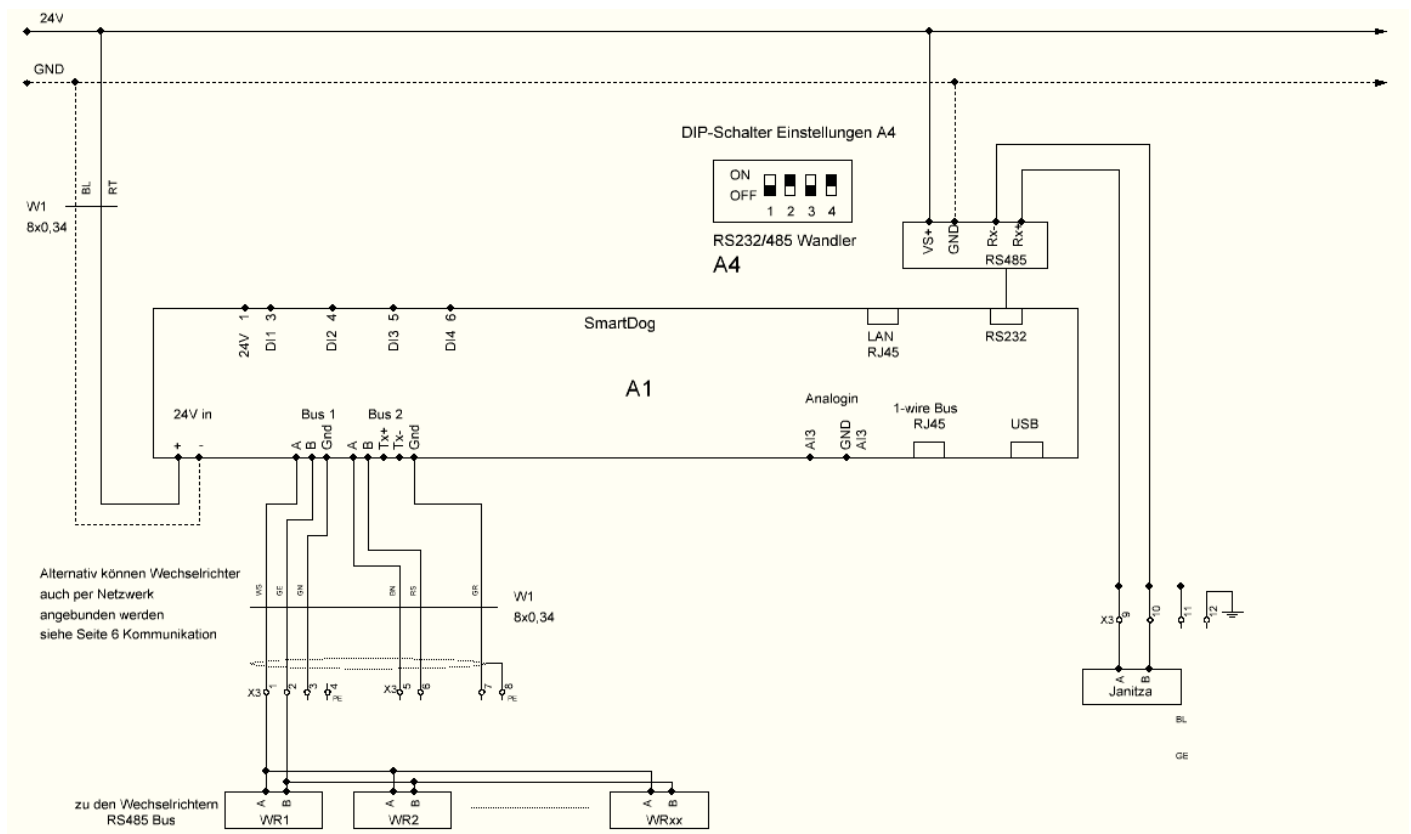 24V
GND
DIP-Schalter Einstellungen A4
ON
OFF
1 2 3 4
BL
RT
W1
8x0,34
RS232/485 Wandler
A4
VS+
GND
Rx-
Rx+
RS485
24V 1
DI1 3
DI2 4
DI3 5
DI4 6
SmartDog
LAN
RJ45
RS232
A1
24V in
Bus 1
Bus 2
Analogin
1-wire Bus
RJ45
USB
+
-
A
B
Gnd
A
B
Tx+
Tx-
Gnd
AI3
GND
AI3
Alternativ können Wechselrichter
auch per Netzwerk
angebunden werden
siehe Seite 6 Kommunikation
WS
GE
GN
BN
RS
GR
W1
8x0,34
X3 9 10 11 12
X3 1 2 3 4 X3 5 6 7 8
PE
PE
A B
Janitza
BL
GE
zu den Wechselrichtern
RS485 Bus
A B
WR1
A B
WR2
A B
WRxx